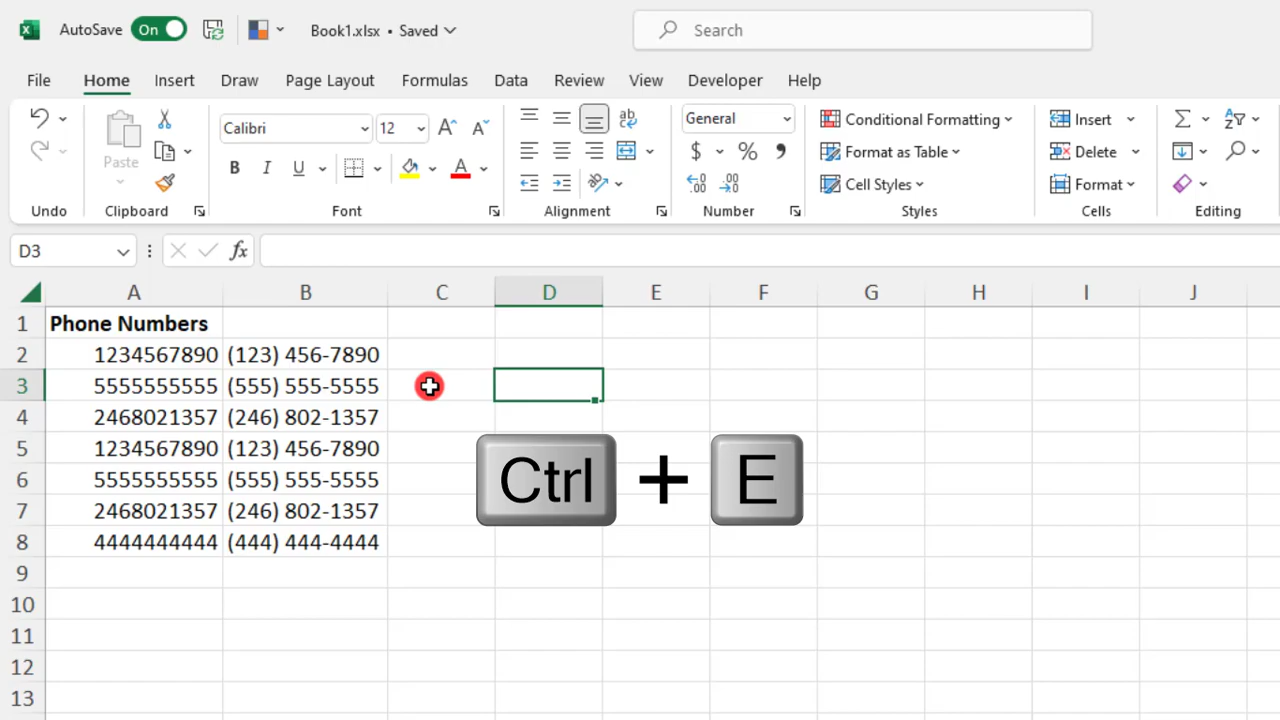 AutoSave On Book1.xlsx • Saved Search
File Home Insert Draw Page Layout Formulas Data Review View Developer Help
Calibri 12 A A ab General Conditional Formatting Insert Σ
Paste Format as Table Delete
B I U A $ % 9 Cell Styles Format
Undo Clipboard Font Alignment Number Styles Cells Editing
D3 fx
A B C D E F G H I J
1 Phone Numbers
2 1234567890 (123) 456-7890
3 5555555555 (555) 555-5555
4 2468021357 (246) 802-1357
5 1234567890 (123) 456-7890
6 5555555555 (555) 555-5555
7 2468021357 (246) 802-1357
8 4444444444 (444) 444-4444
9
10
11
12
13
Ctrl + E